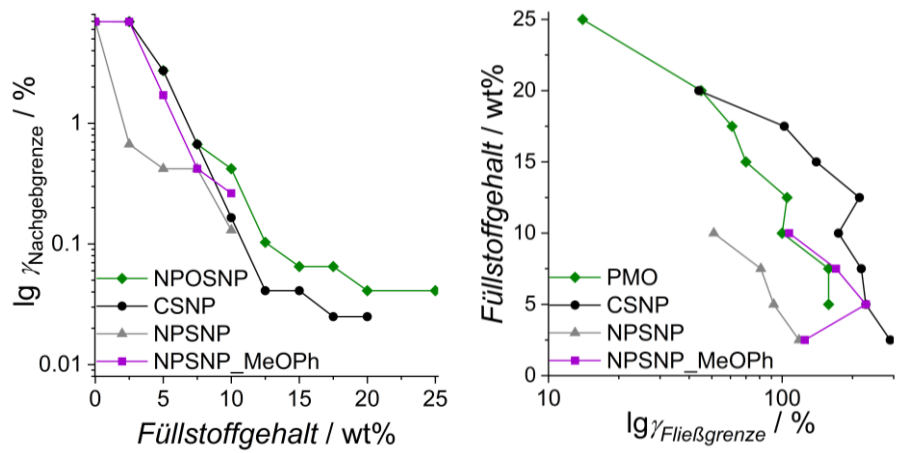 lg γNachgebgrenze / %
1
0.1
0.01
NPOSNP
CSNP
NPSNP
NPSNP_MeOPh
0 5 10 15 20 25
Füllstoffgehalt / wt%
Füllstoffgehalt / wt%
25
20
15
10
5
0
PMO
CSNP
NPSNP
NPSNP_MeOPh
10 100
lgγFließgrenze / %